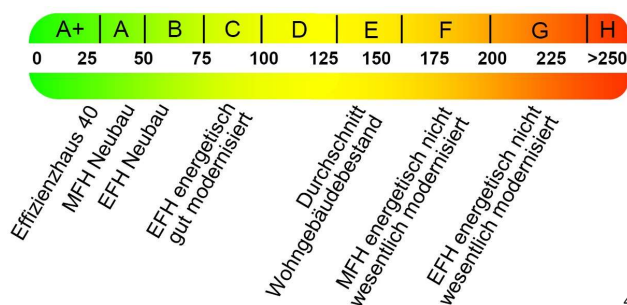 A+ A B C D E F G H
0 25 50 75 100 125 150 175 200 225 >250
Effizienzhaus 40
MFH Neubau
EFH Neubau
EFH energetisch
gut modernisiert
Durchschnitt
Wohngebäudebestand
MFH energetisch nicht
wesentlich modernisiert
EFH energetisch nicht
wesentlich modernisiert